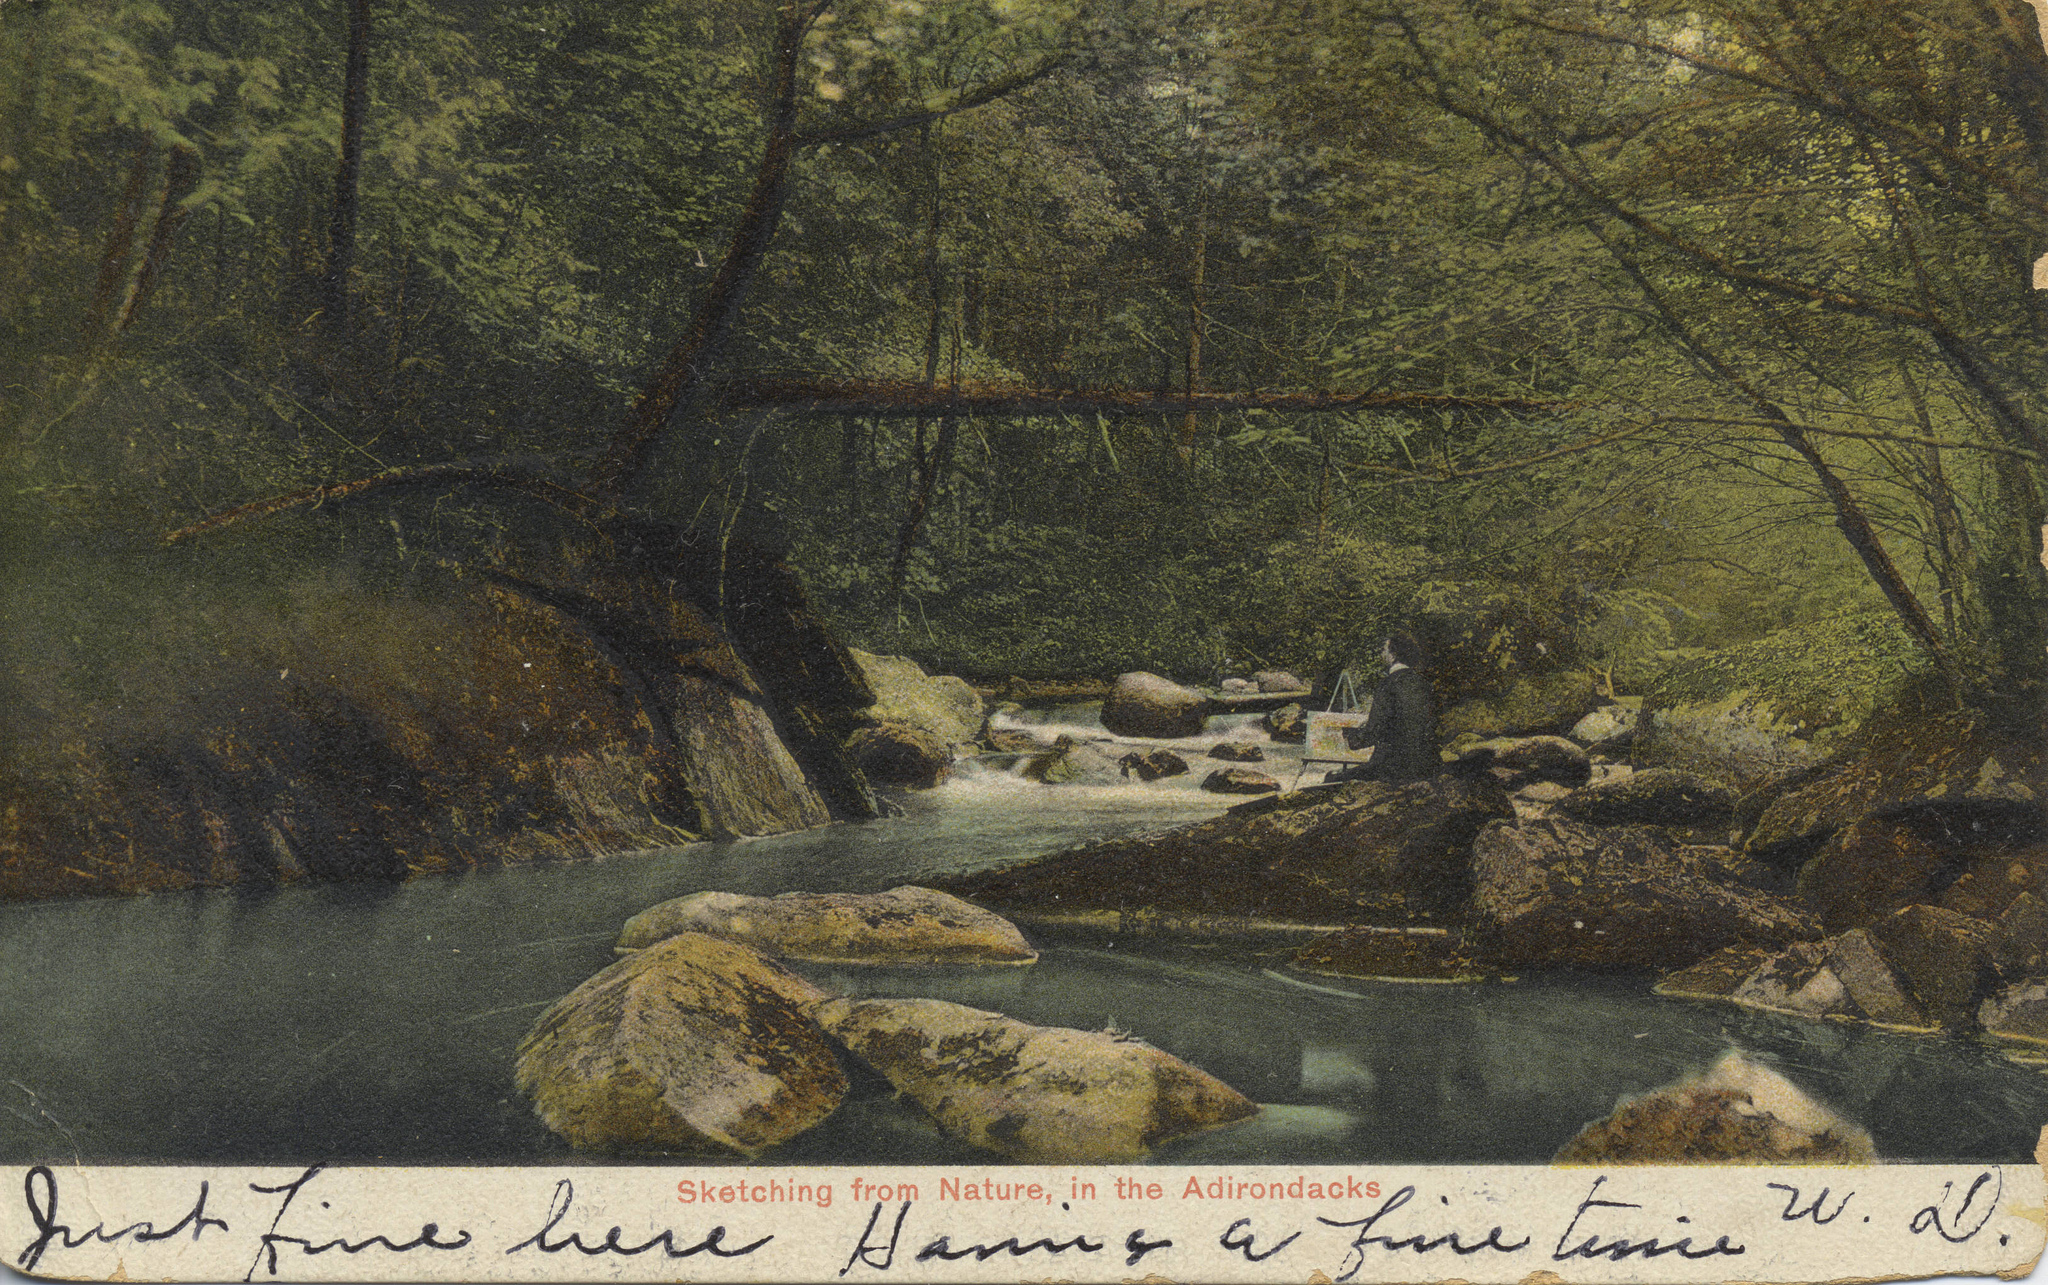 Sketching from Nature, in the Adirondacks
Just fine here Having a fine time W. D.